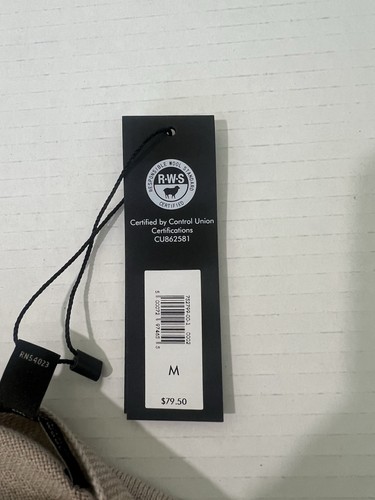 RESPONSIBLE WOOL STANDARD
R·W·S
CERTIFIED
Certified by Control Union
Certifications
CU862581
M
$79.50
RN54023